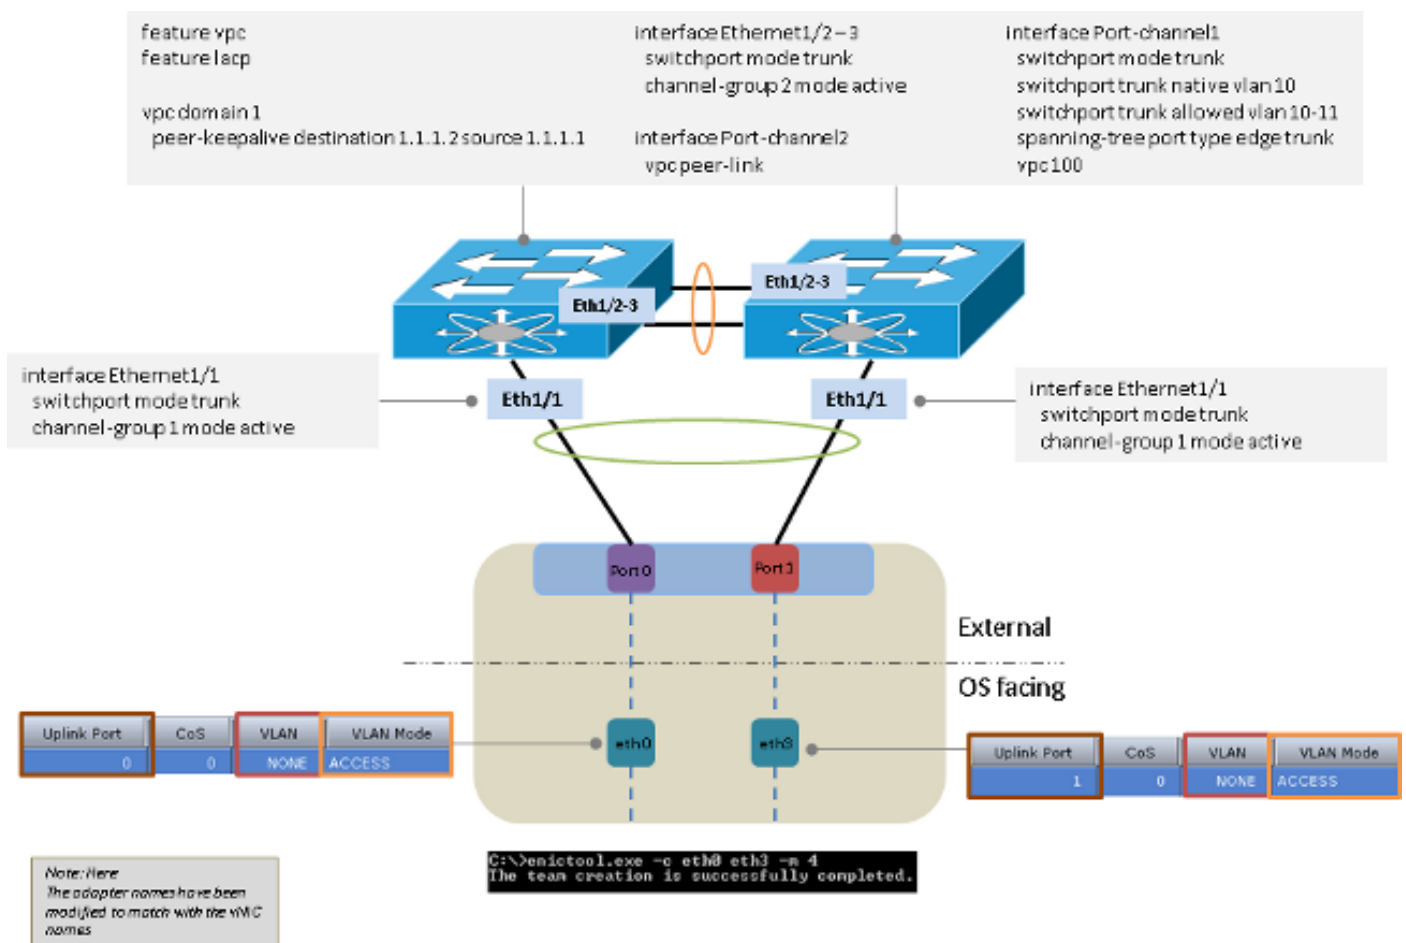 feature vpc
feature lacp
vpc domain 1
peer-keepalive destination 1.1.1.2 source 1.1.1.1
interface Ethernet1/2 – 3
switchport mode trunk
channel-group 2 mode active
interface Port-channel2
vpc peer-link
interface Port-channel1
switchport mode trunk
switchport trunk native vlan 10
switchport trunk allowed vlan 10-11
spanning-tree port type edge trunk
vpc 100
Eth1/2-3
Eth1/2-3
interface Ethernet1/1
switchport mode trunk
channel-group 1 mode active
Eth1/1
Eth1/1
interface Ethernet1/1
switchport mode trunk
channel-group 1 mode active
Port 0
Port 1
External
OS facing
Uplink Port CoS VLAN VLAN Mode
0 0 NONE ACCESS
eth0
eth3
Uplink Port CoS VLAN VLAN Mode
1 0 NONE ACCESS
C:\>enictool.exe -c eth0 eth3 -m 4
The team creation is successfully completed.
Note: Here
The adapter names have been
modified to match with the vNIC
names